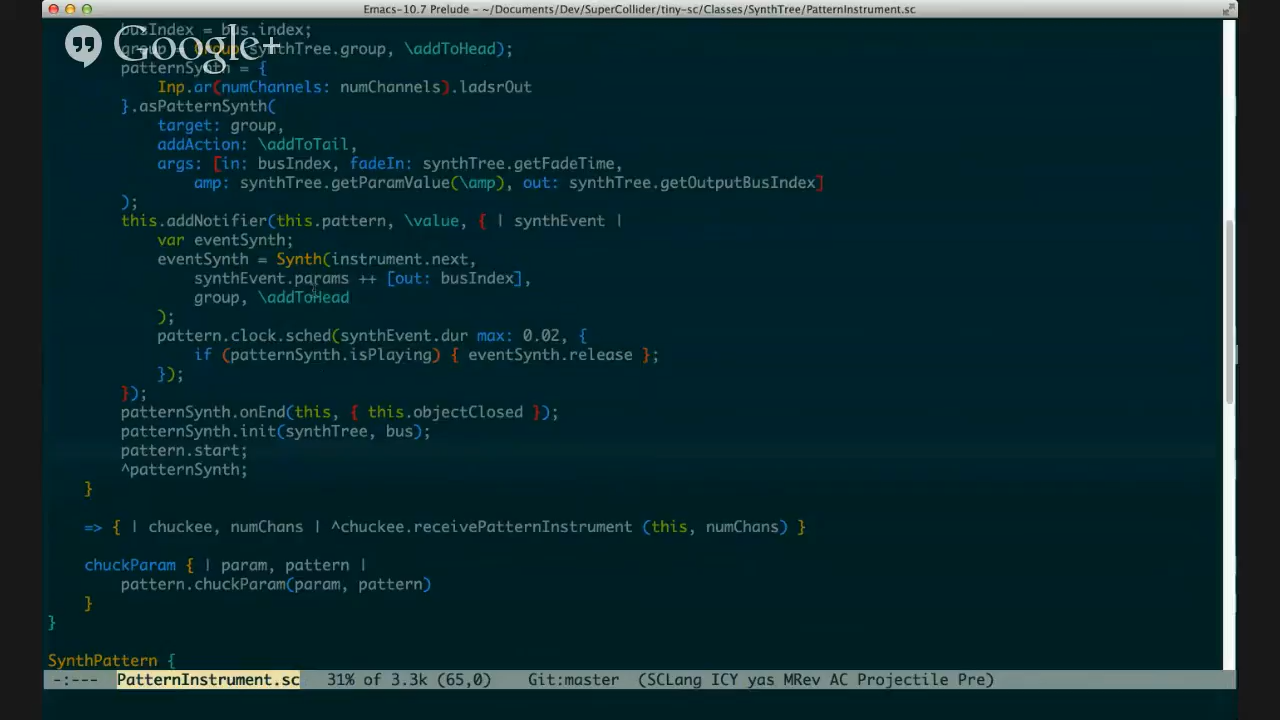 Emacs-10.7 Prelude - ~/Documents/Dev/SuperCollider/tiny-sc/Classes/SynthTree/PatternInstrument.sc
busIndex = bus.index;
Google+
group = Group(synthTree.group, \addToHead);
patternSynth = {
Inp.ar(numChannels: numChannels).ladsrOut
}.asPatternSynth(
target: group,
addAction: \addToTail,
args: [in: busIndex, fadeIn: synthTree.getFadeTime,
amp: synthTree.getParamValue(\amp), out: synthTree.getOutputBusIndex]
);
this.addNotifier(this.pattern, \value, { | synthEvent |
var eventSynth;
eventSynth = Synth(instrument.next,
synthEvent.params ++ [out: busIndex],
group, \addToHead
);
pattern.clock.sched(synthEvent.dur max: 0.02, {
if (patternSynth.isPlaying) { eventSynth.release };
});
});
patternSynth.onEnd(this, { this.objectClosed });
patternSynth.init(synthTree, bus);
pattern.start;
^patternSynth;
}
=> { | chuckee, numChans | ^chuckee.receivePatternInstrument (this, numChans) }
chuckParam { | param, pattern |
pattern.chuckParam(param, pattern)
}
}
SynthPattern {
-:--- PatternInstrument.sc 31% of 3.3k (65,0) Git:master (SCLang ICY yas MRev AC Projectile Pre)